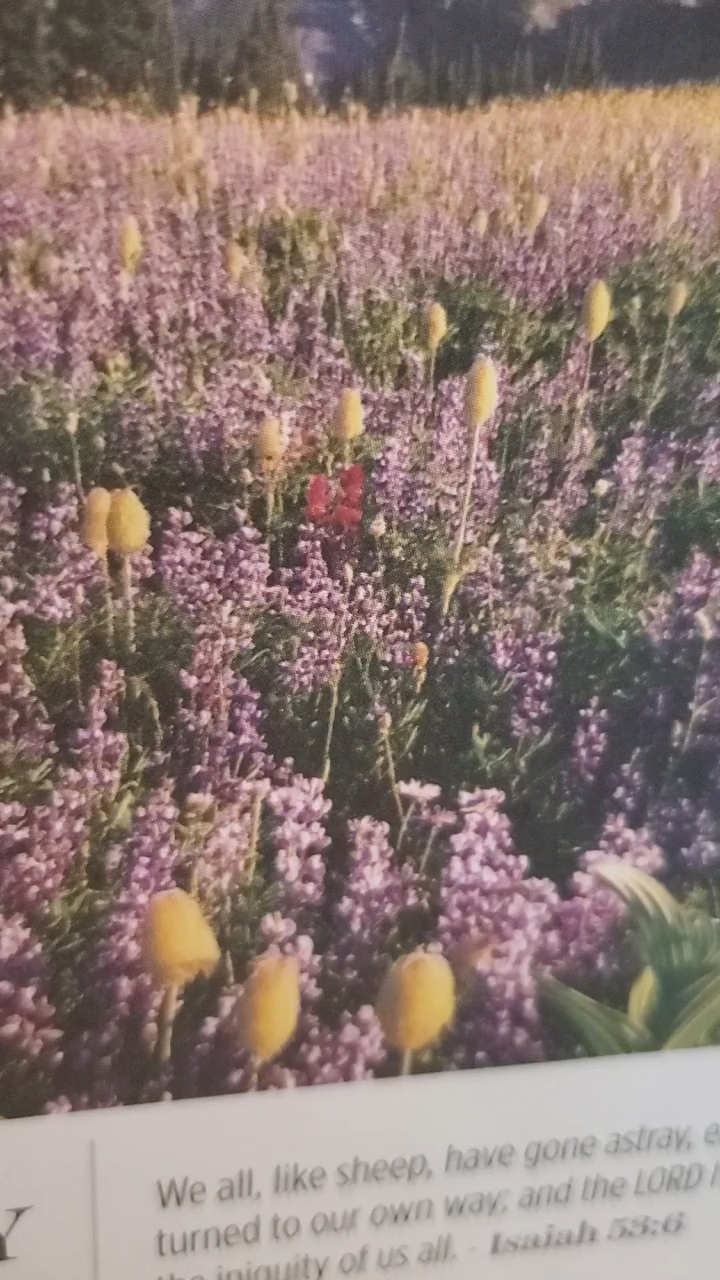 We all, like sheep, have gone astray, e
turned to our own way; and the LORD
the iniquity of us all. - Isaiah 53:6
Y